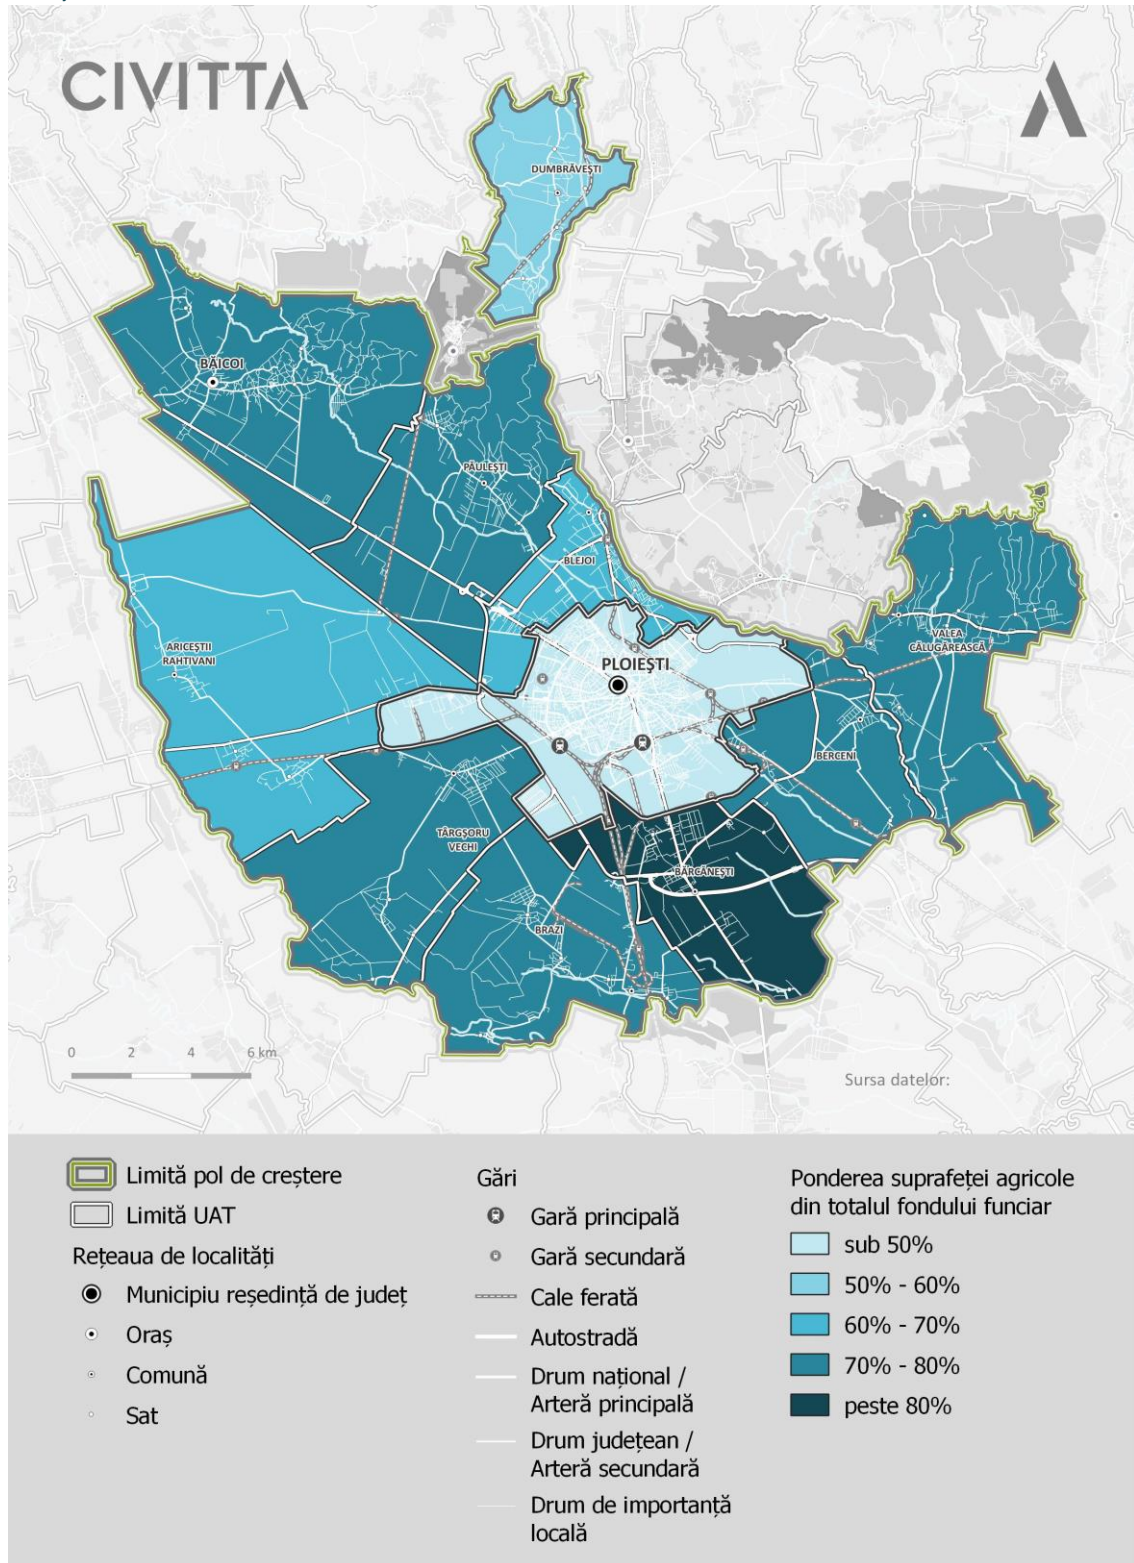 CIVITTA
DUMBRĂVEȘTI
BĂICOI
PĂULEȘTI
BLEJOI
ARICEȘTII
RAHTIVANI
PLOIEȘTI
VALEA
CĂLUGĂREASCĂ
BERCENI
TÂRGȘORU
VECHI
BĂRCĂNEȘTI
BRAZI
0 2 4 6 km
Sursa datelor:
Limită pol de creștere
Limită UAT
Rețeaua de localități
Municipiu reședință de județ
Oraș
Comună
Sat
Gări
Gară principală
Gară secundară
Cale ferată
Autostradă
Drum național /
Arteră principală
Drum județean /
Arteră secundară
Drum de importanță
locală
Ponderea suprafeței agricole
din totalul fondului funciar
sub 50%
50% - 60%
60% - 70%
70% - 80%
peste 80%